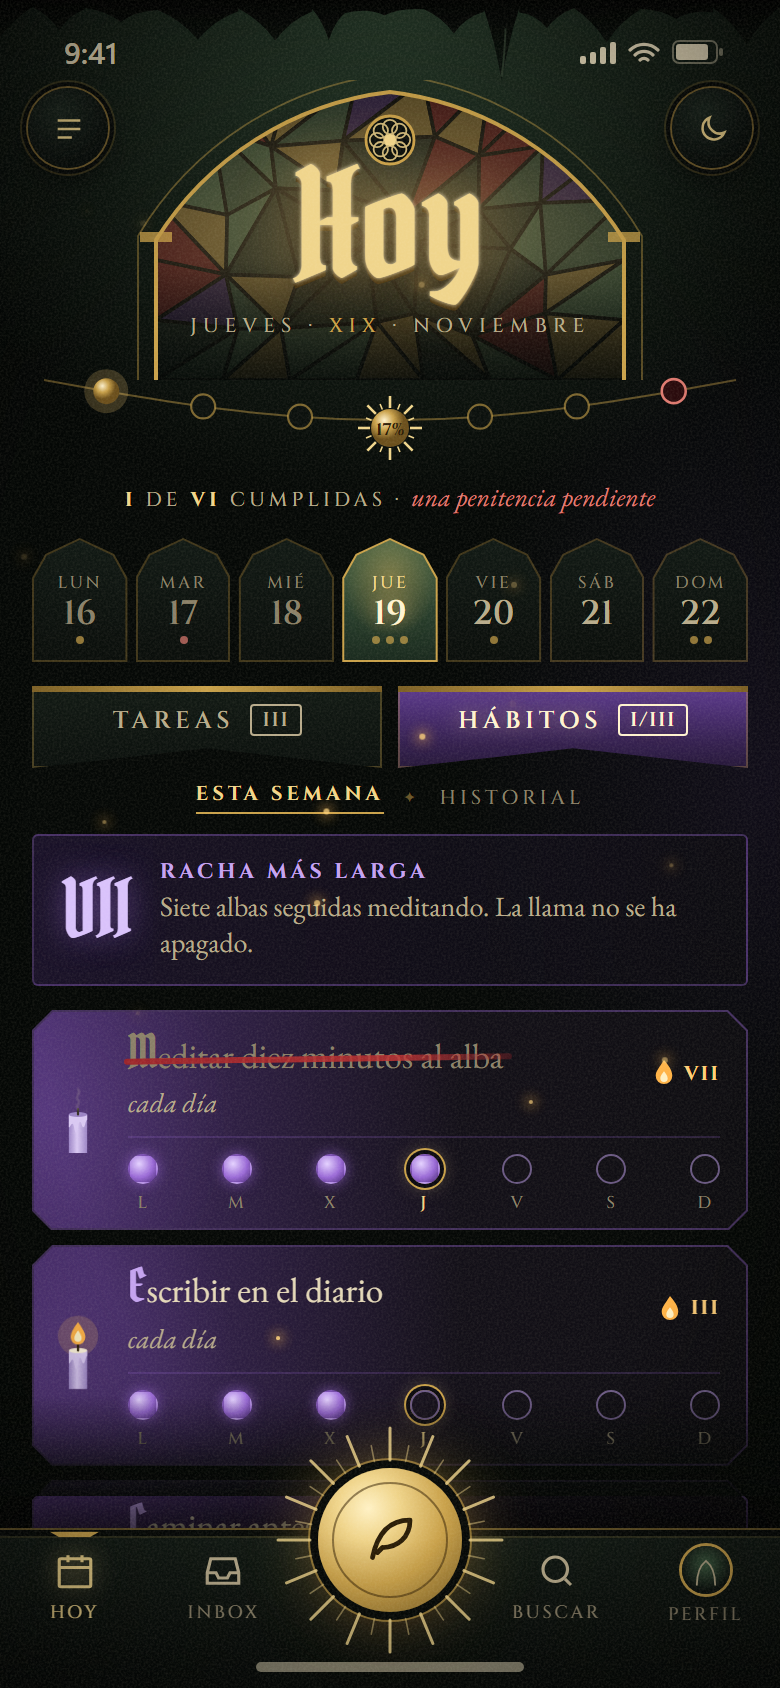 9:41
Hoy
JUEVES · XIX · NOVIEMBRE
17%
I DE VI CUMPLIDAS · una penitencia pendiente
LUN MAR MIÉ JUE VIE SÁB DOM
16 17 18 19 20 21 22
TAREAS III HÁBITOS I/III
ESTA SEMANA HISTORIAL
VII
RACHA MÁS LARGA
Siete albas seguidas meditando. La llama no se ha
apagado.
Meditar diez minutos al alba
VII
cada día
L M X J V S D
Escribir en el diario
III
cada día
L M X J V S D
Caminar
HOY INBOX BUSCAR PERFIL